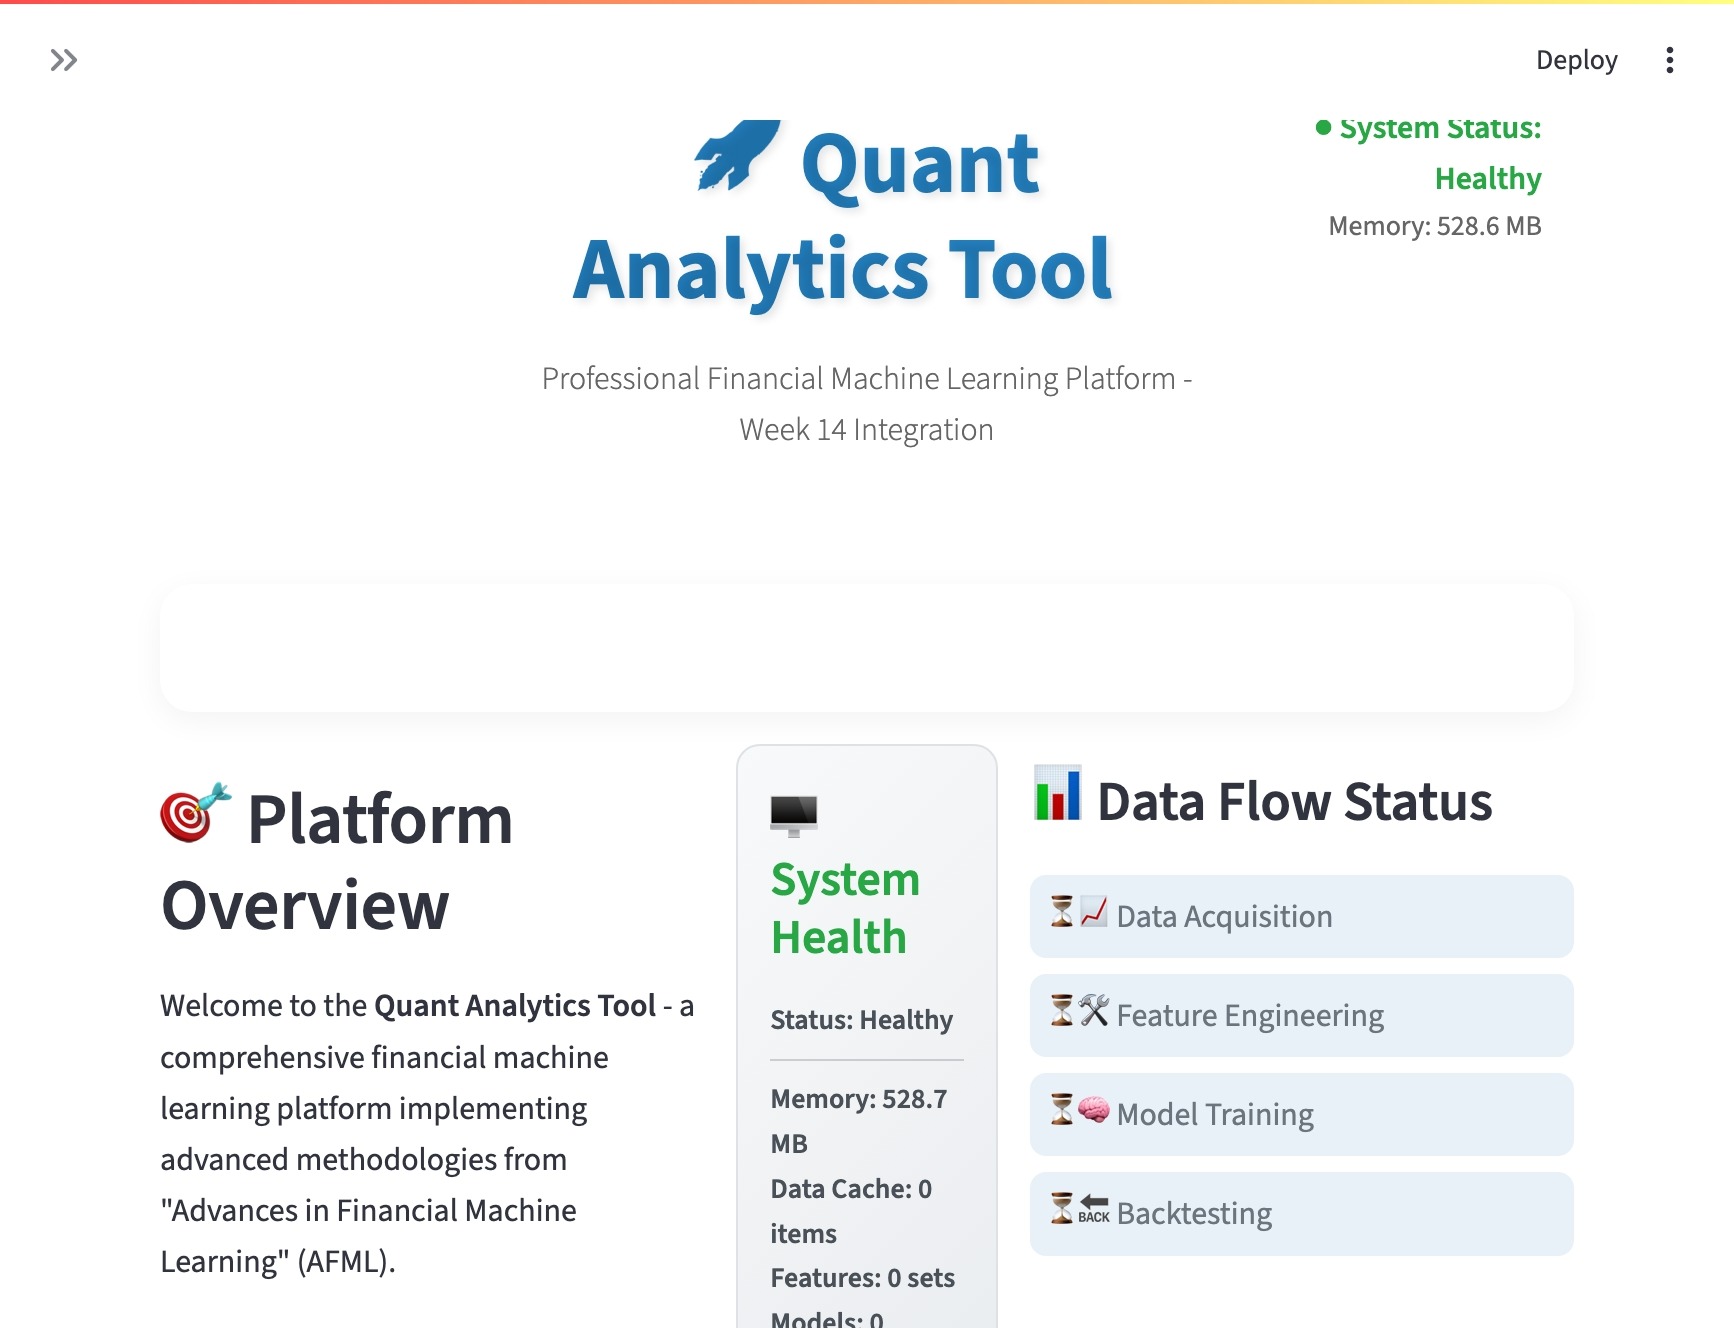 Deploy
Quant
Analytics Tool
System Status:
Healthy
Memory: 528.6 MB
Professional Financial Machine Learning Platform -
Week 14 Integration
Platform
Overview
Welcome to the Quant Analytics Tool - a
comprehensive financial machine
learning platform implementing
advanced methodologies from
"Advances in Financial Machine
Learning" (AFML).
System
Health
Status: Healthy
Memory: 528.7
MB
Data Cache: 0
items
Features: 0 sets
Models: 0
Data Flow Status
Data Acquisition
Feature Engineering
Model Training
BACK Backtesting